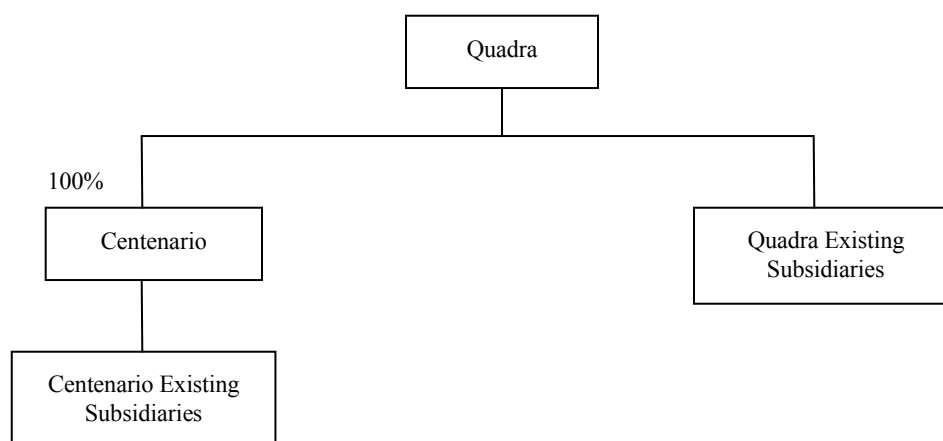 Quadra
100%
Centenario
Quadra Existing
Subsidiaries
Centenario Existing
Subsidiaries